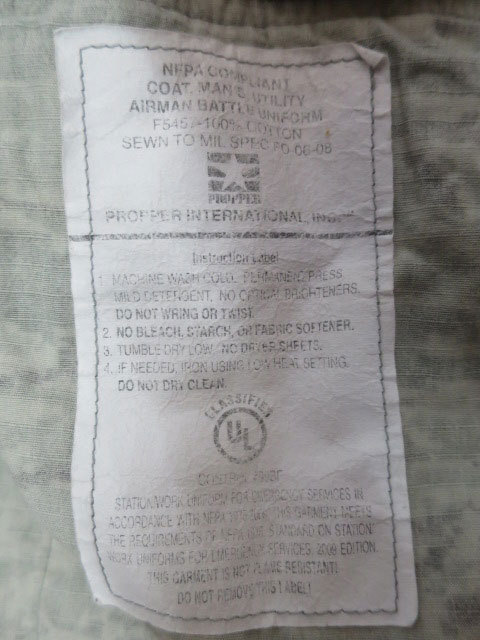 NFPA COMPLIANT
COAT, MAN'S, UTILITY
AIRMAN BATTLE UNIFORM
100% COTTON
SEWN TO MIL SPEC PD 06-08
PROPPER
PROPPER INTERNATIONAL, INC.
Instruction Label
1. MACHINE WASH COLD. PERMANENT PRESS
MILD DETERGENT. NO OPTICAL BRIGHTENERS.
DO NOT WRING OR TWIST.
2. NO BLEACH, STARCH, OR FABRIC SOFTENER.
3. TUMBLE DRY LOW. NO DRYER SHEETS.
4. IF NEEDED, IRON USING LOW HEAT SETTING.
DO NOT DRY CLEAN.
CLASSIFIED
UL
STATION/WORK UNIFORM FOR EMERGENCY SERVICES IN
ACCORDANCE WITH NFPA THIS GARMENT MEETS
THE REQUIREMENTS OF NFPA STANDARD ON STATION/
WORK UNIFORMS FOR EMERGENCY SERVICES, 2009 EDITION.
THIS GARMENT IS NOT FLAME RESISTANT!
DO NOT REMOVE THIS LABEL!